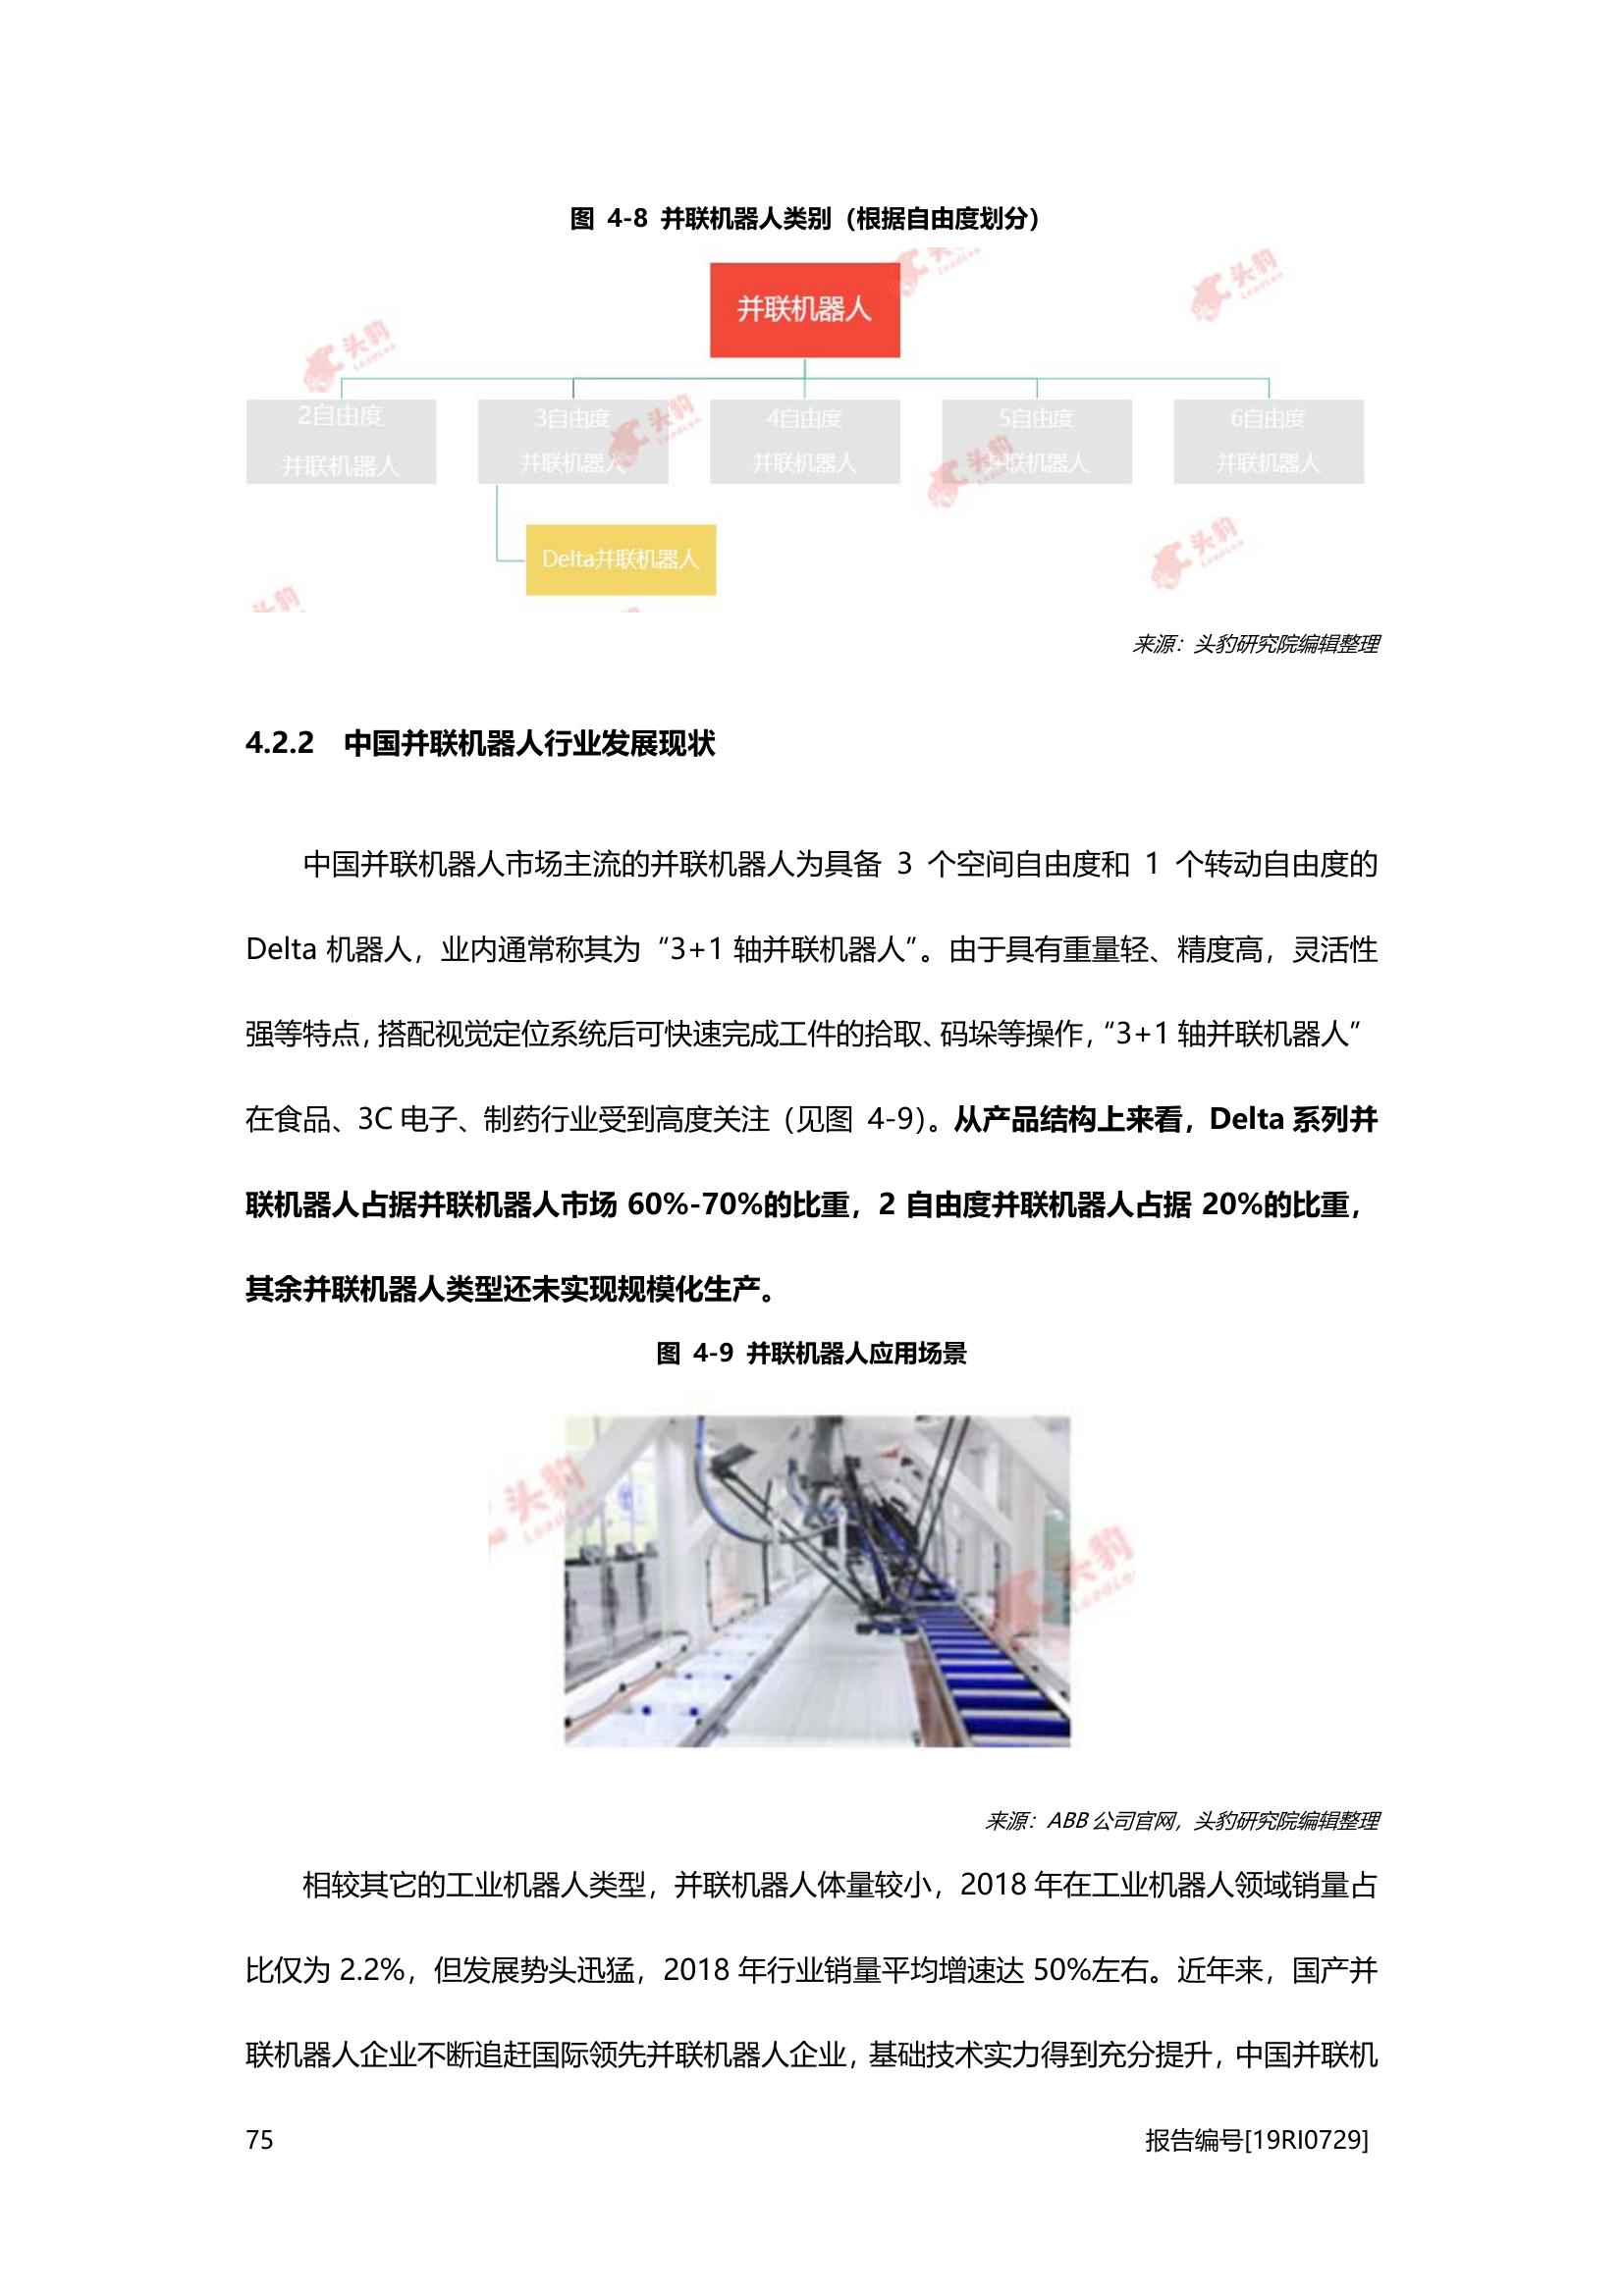 图 4-8 并联机器人类别（根据自由度划分）
并联机器人
2自由度
并联机器人
3自由度
并联机器人
4自由度
并联机器人
5自由度
并联机器人
6自由度
并联机器人
Delta并联机器人
来源：头豹研究院编辑整理
4.2.2 中国并联机器人行业发展现状
中国并联机器人市场主流的并联机器人为具备 3 个空间自由度和 1 个转动自由度的
Delta 机器人，业内通常称其为“3+1 轴并联机器人”。由于具有重量轻、精度高，灵活性
强等特点，搭配视觉定位系统后可快速完成工件的拾取、码垛等操作，“3+1 轴并联机器人”
在食品、3C 电子、制药行业受到高度关注（见图 4-9）。从产品结构上来看，Delta 系列并
联机器人占据并联机器人市场 60%-70%的比重，2 自由度并联机器人占据 20%的比重，
其余并联机器人类型还未实现规模化生产。
图 4-9 并联机器人应用场景
头豹
LeadLeo
来源：ABB 公司官网，头豹研究院编辑整理
相较其它的工业机器人类型，并联机器人体量较小，2018 年在工业机器人领域销量占
比仅为 2.2%，但发展势头迅猛，2018 年行业销量平均增速达 50%左右。近年来，国产并
联机器人企业不断追赶国际领先并联机器人企业，基础技术实力得到充分提升，中国并联机
75
报告编号[19RI0729]